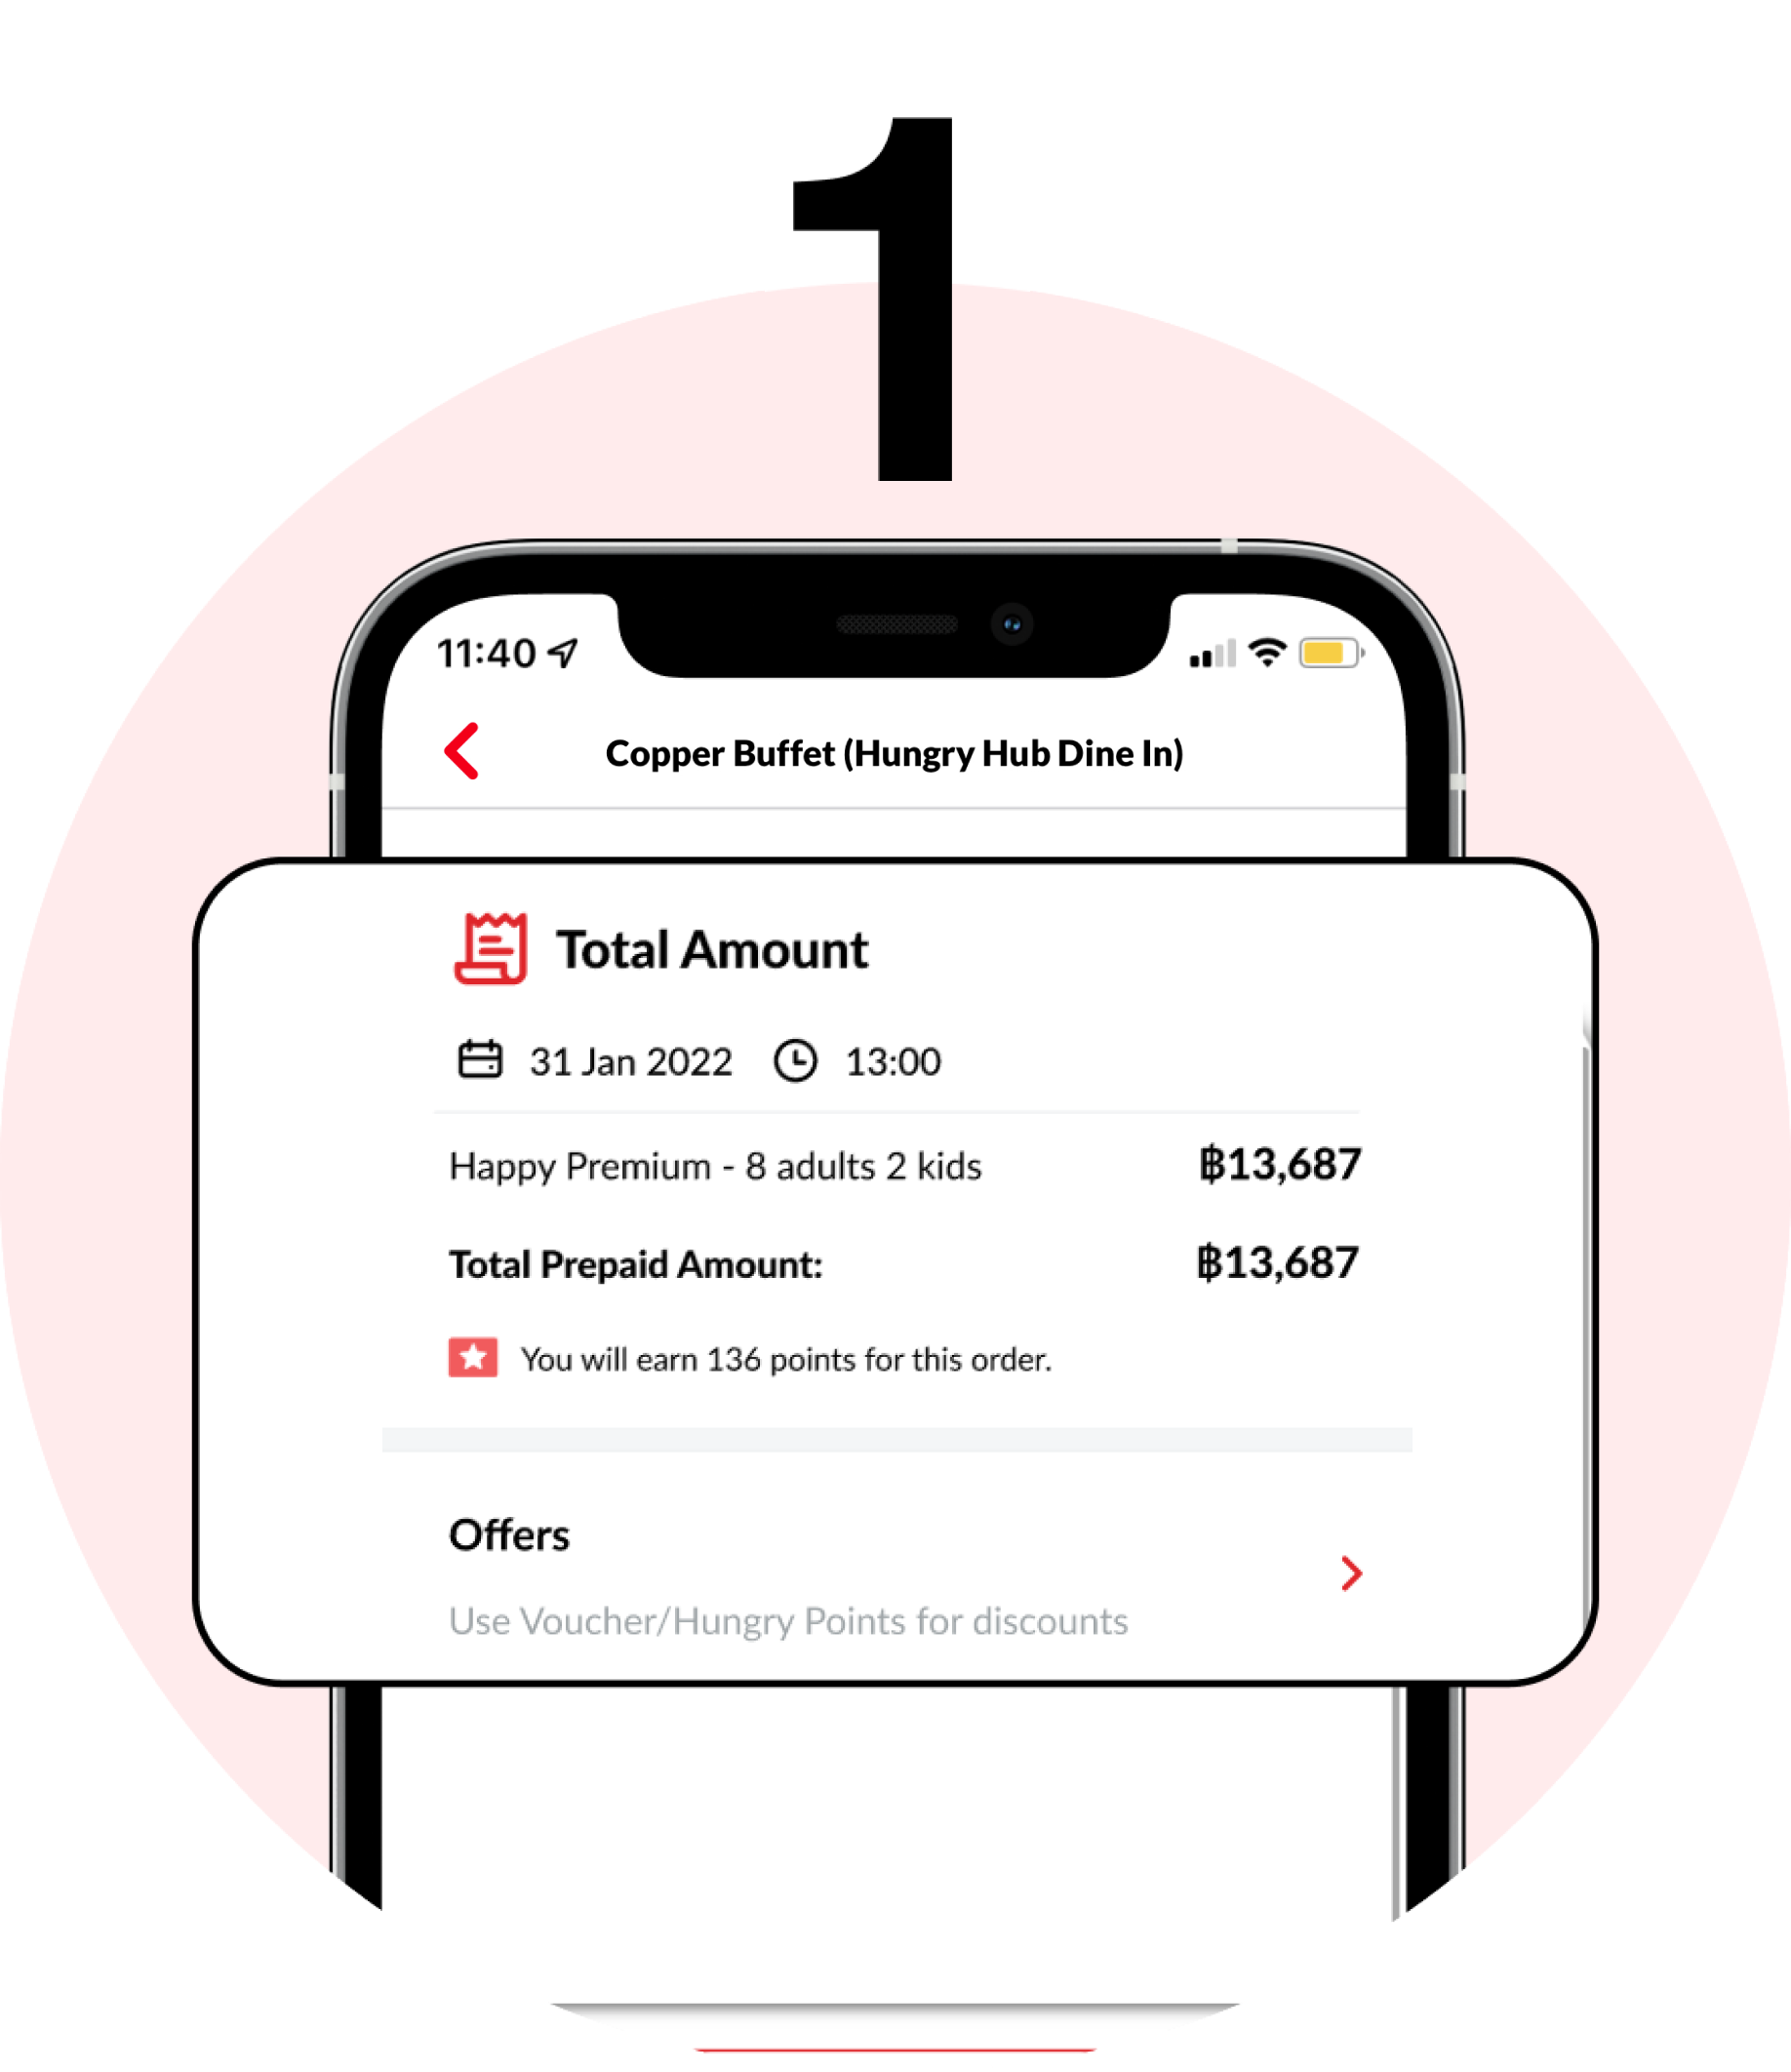 1
11:40
Copper Buffet (Hungry Hub Dine In)
Total Amount
31 Jan 2022 13:00
Happy Premium - 8 adults 2 kids ฿13,687
Total Prepaid Amount: ฿13,687
You will earn 136 points for this order.
Offers
Use Voucher/Hungry Points for discounts